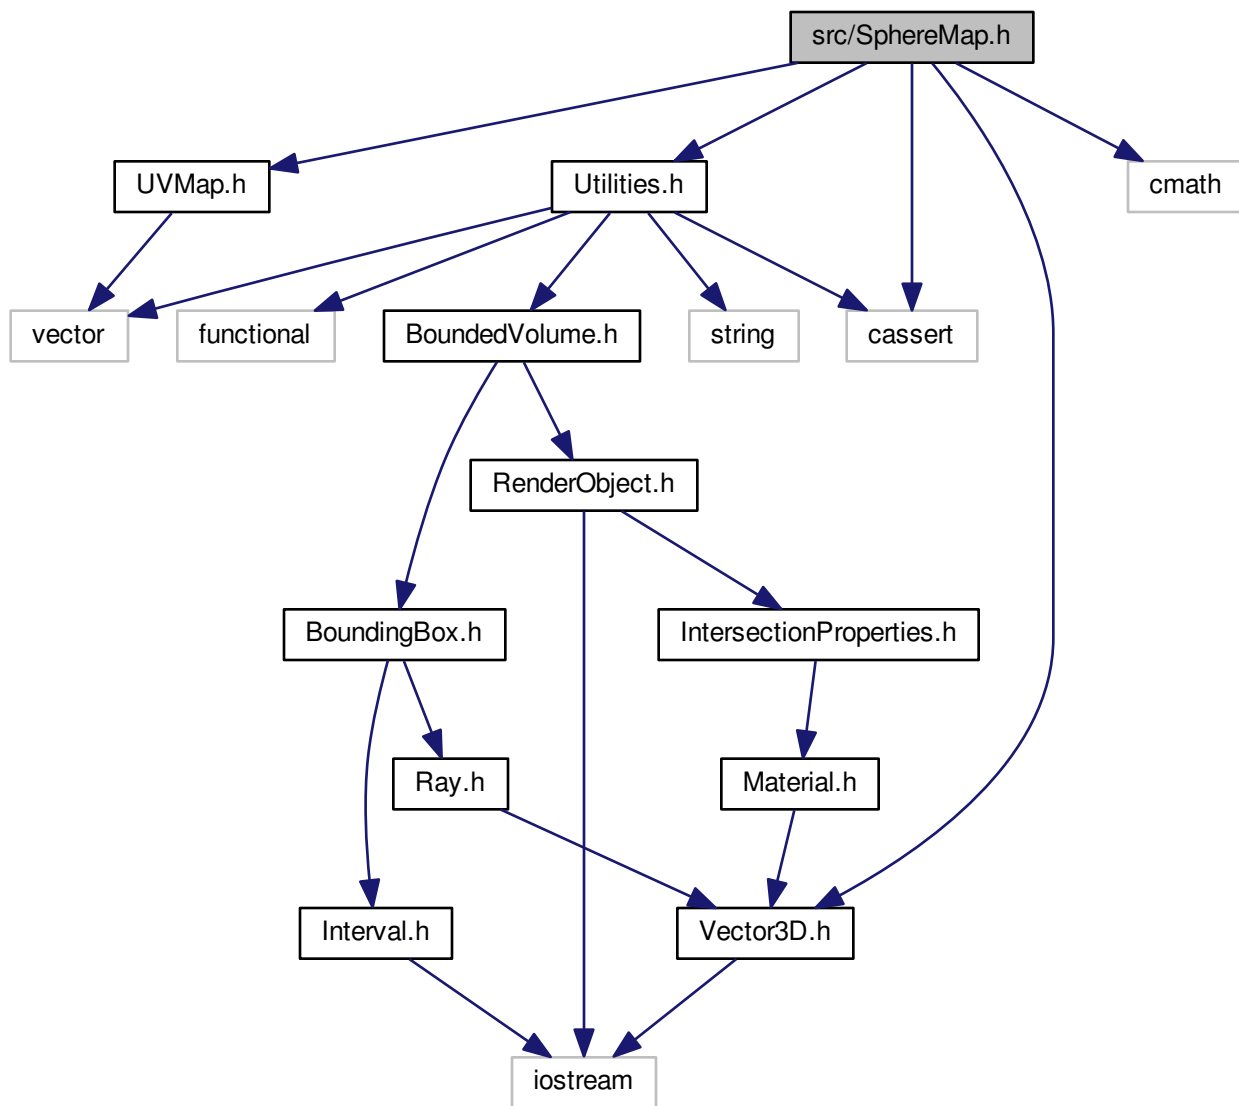 src/SphereMap.h
UVMap.h
Utilities.h
cmath
vector
functional
BoundedVolume.h
string
cassert
RenderObject.h
BoundingBox.h
IntersectionProperties.h
Ray.h
Material.h
Interval.h
Vector3D.h
iostream